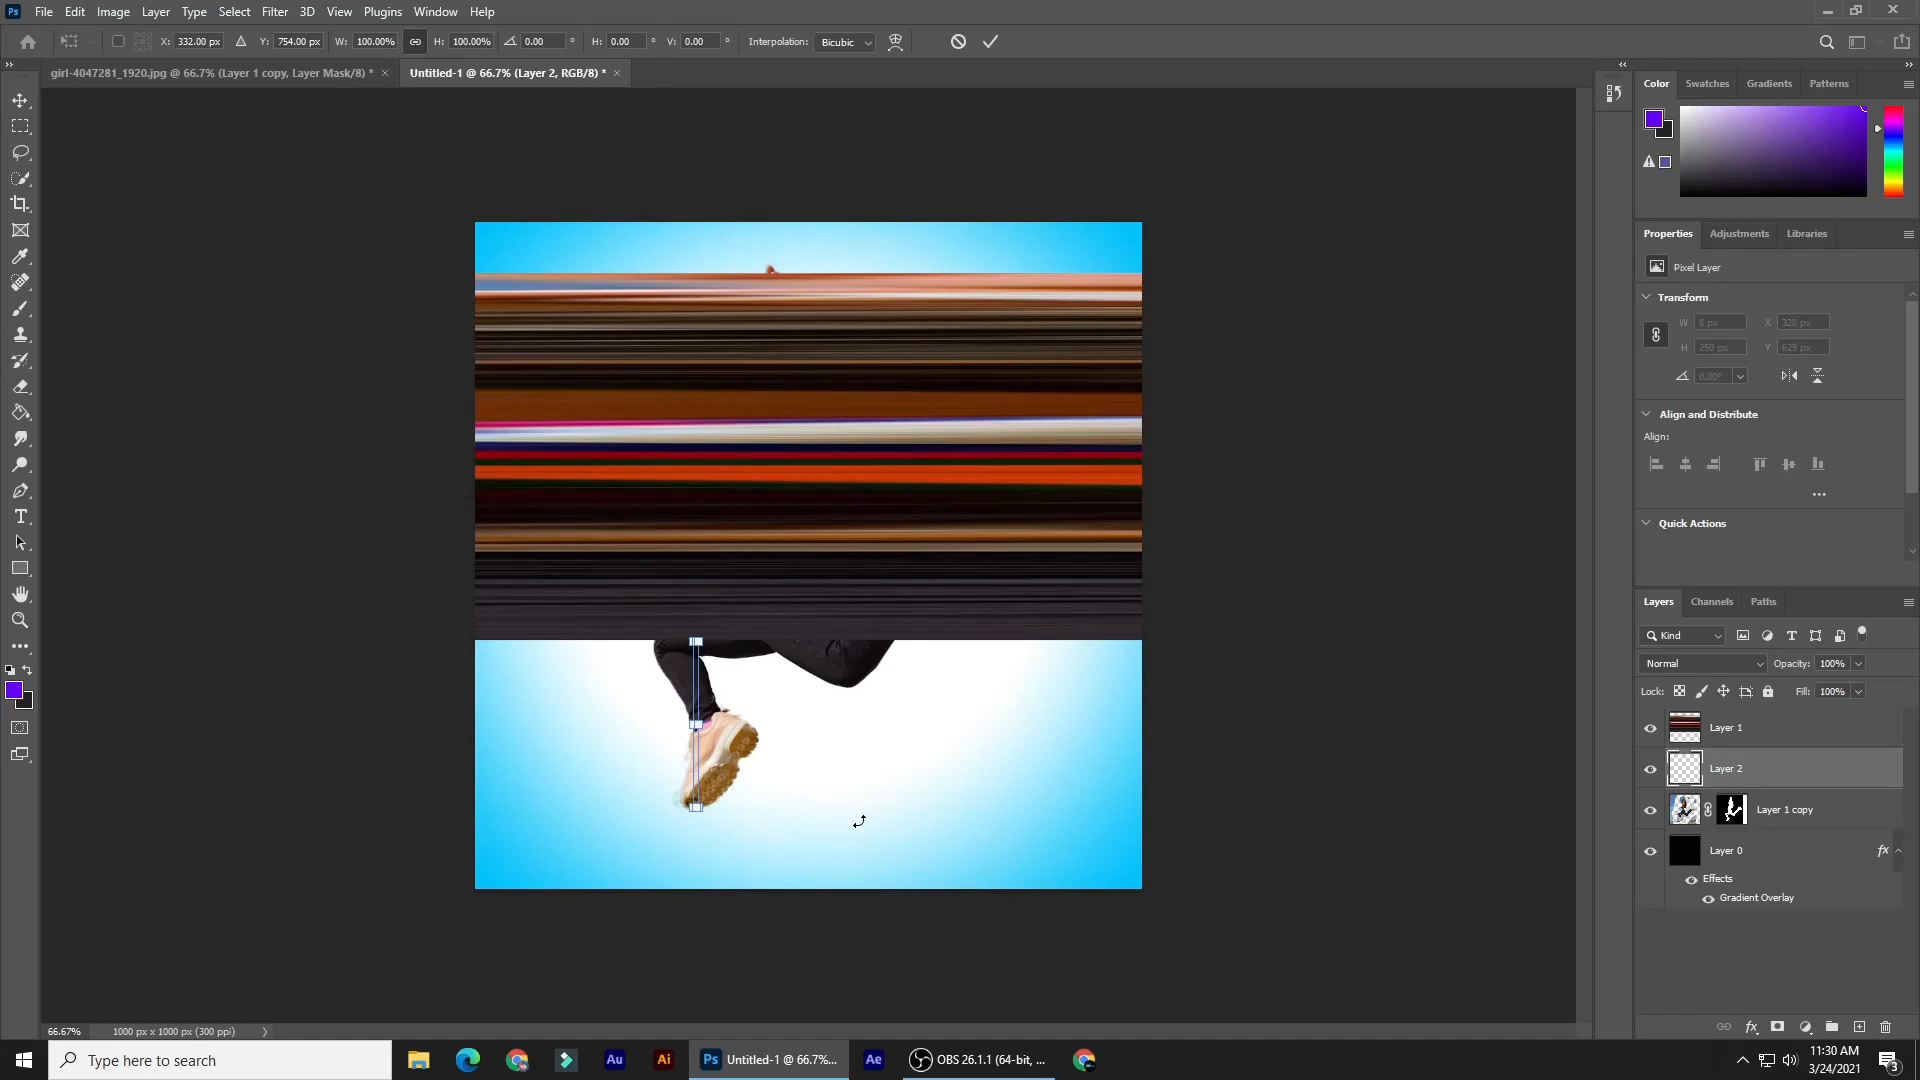 Ps File Edit Image Layer Type Select Filter 3D View Plugins Window Help
X: 332.00 px Y: 754.00 px W: 100.00% H: 100.00% 0.00 ° H: 0.00 ° V: 0.00 ° Interpolation: Bicubic
girl-4047281_1920.jpg @ 66.7% (Layer 1 copy, Layer Mask/8) * × Untitled-1 @ 66.7% (Layer 2, RGB/8) * ×
Color Swatches Gradients Patterns
Properties Adjustments Libraries
Pixel Layer
Transform
W 8 px X 328 px
H 250 px Y 629 px
0.00°
Align and Distribute
Align:
Quick Actions
Layers Channels Paths
Kind
Normal Opacity: 100%
Lock: Fill: 100%
Layer 1
Layer 2
Layer 1 copy
Layer 0 fx
Effects
Gradient Overlay
66.67% 1000 px x 1000 px (300 ppi)
Type here to search Au Ai Ps Untitled-1 @ 66.7%... Ae OBS 26.1.1 (64-bit, ...
11:30 AM
3/24/2021
3